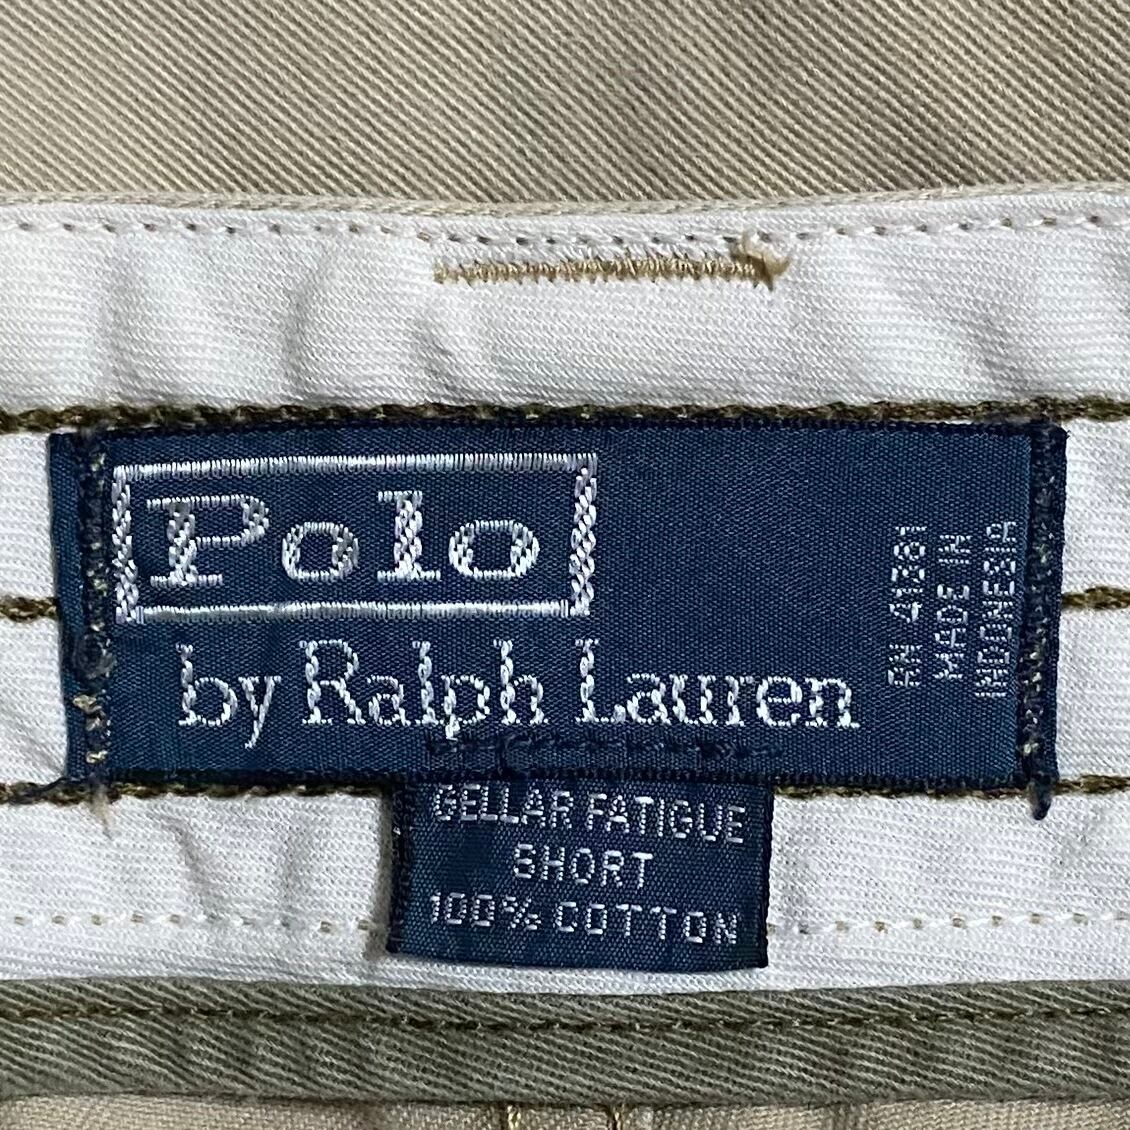 Polo
by Ralph Lauren
RN 41381
MADE IN
INDONESIA
GELLAR FATIGUE
SHORT
100% COTTON